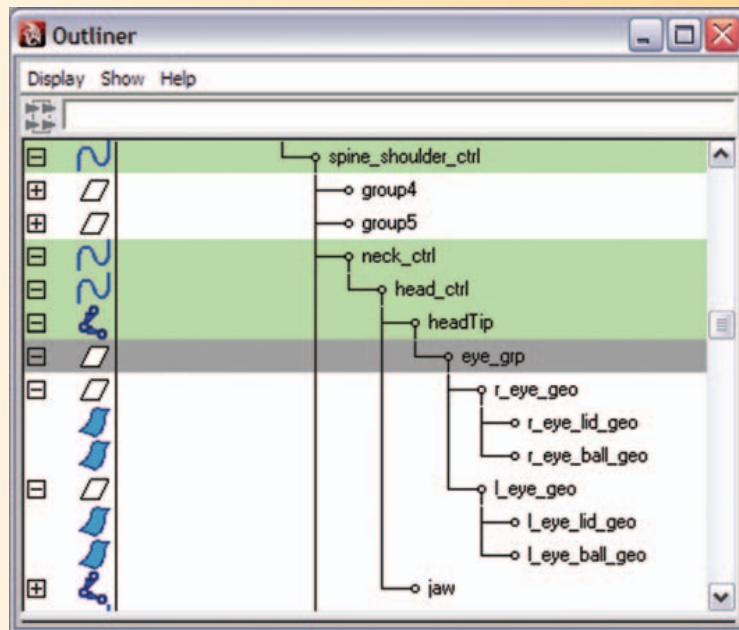 Outliner
Display Show Help
spine_shoulder_ctrl
group4
group5
neck_ctrl
head_ctrl
headTip
eye_grp
r_eye_geo
r_eye_lid_geo
r_eye_ball_geo
l_eye_geo
l_eye_lid_geo
l_eye_ball_geo
jaw